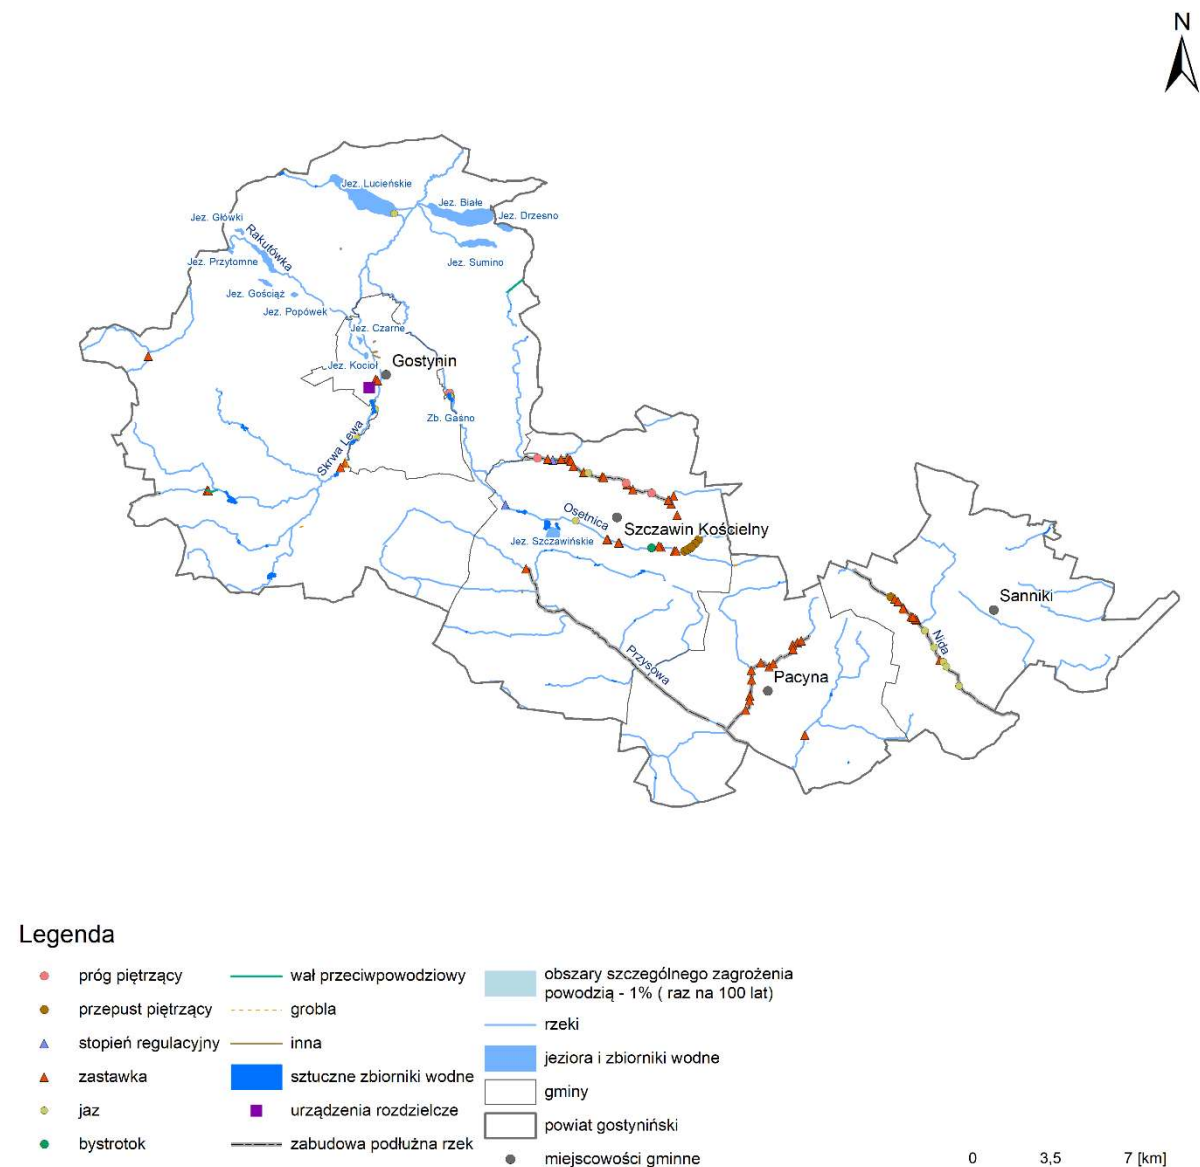 N
Jez. Lucieńskie
Jez. Białe
Jez. Drzesno
Jez. Główki
Rakutówka
Jez. Przytomne
Jez. Sumino
Jez. Gościąż
Jez. Popówek
Jez. Czarne
Jez. Kocioł
Gostynin
Zb. Gaśno
Skrwa Lewa
Osetnica
Szczawin Kościelny
Jez. Szczawińskie
Sanniki
Nida
Przysowa
Pacyna
Legenda
próg piętrzący
przepust piętrzący
stopień regulacyjny
zastawka
jaz
bystrotok
wał przeciwpowodziowy
grobla
inna
sztuczne zbiorniki wodne
urządzenia rozdzielcze
zabudowa podłużna rzek
obszary szczególnego zagrożenia
powodzią - 1% ( raz na 100 lat)
rzeki
jeziora i zbiorniki wodne
gminy
powiat gostyniński
miejscowości gminne
0 3,5 7 [km]